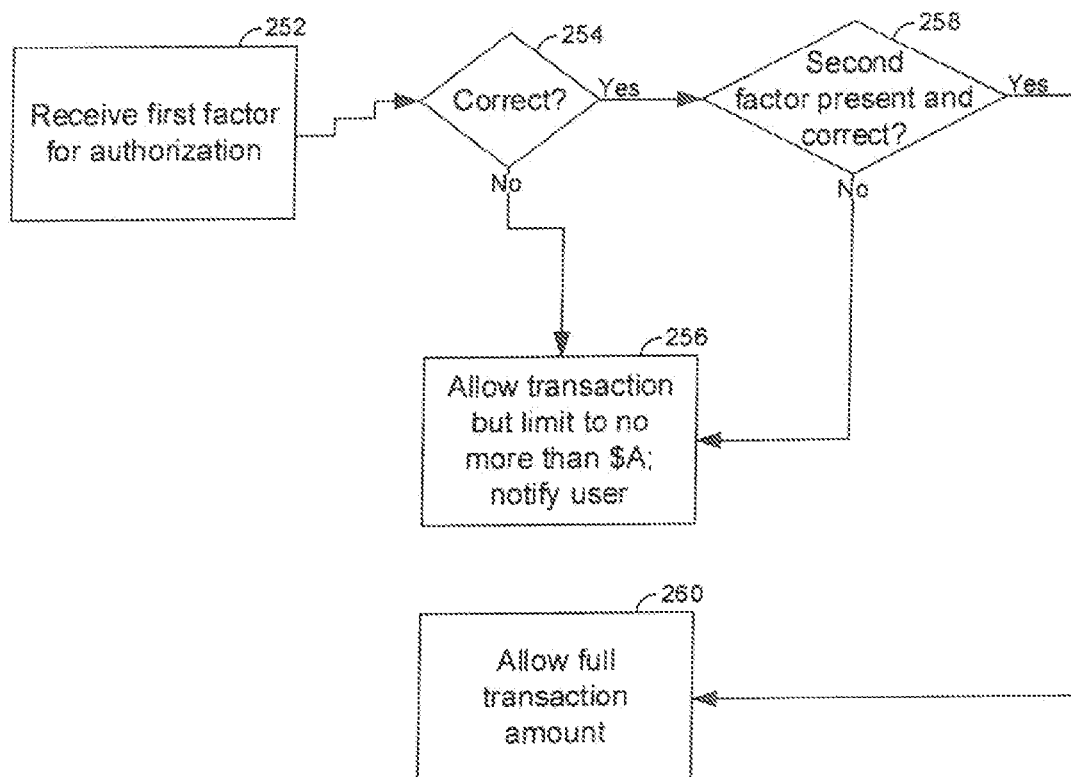 252
Receive first factor
for authorization
254
Correct?
Yes
No
258
Second
factor present and
correct?
Yes
No
256
Allow transaction
but limit to no
more than $A;
notify user
260
Allow full
transaction
amount